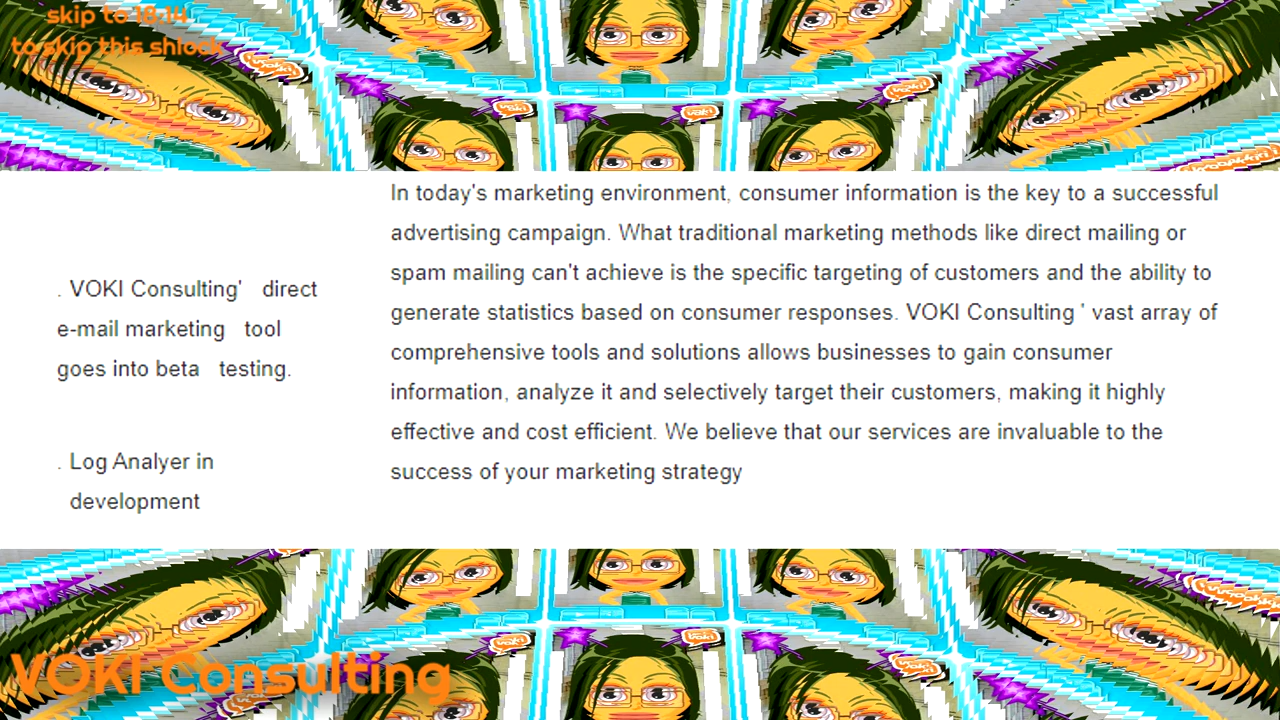 skip to 18:14
to skip this shlock
In today's marketing environment, consumer information is the key to a successful
advertising campaign. What traditional marketing methods like direct mailing or
spam mailing can't achieve is the specific targeting of customers and the ability to
generate statistics based on consumer responses. VOKI Consulting ' vast array of
comprehensive tools and solutions allows businesses to gain consumer
information, analyze it and selectively target their customers, making it highly
effective and cost efficient. We believe that our services are invaluable to the
success of your marketing strategy
. VOKI Consulting' direct
e-mail marketing tool
goes into beta testing.
. Log Analyer in
development
VOKI Consulting
voki
voki
voki
voki
voki